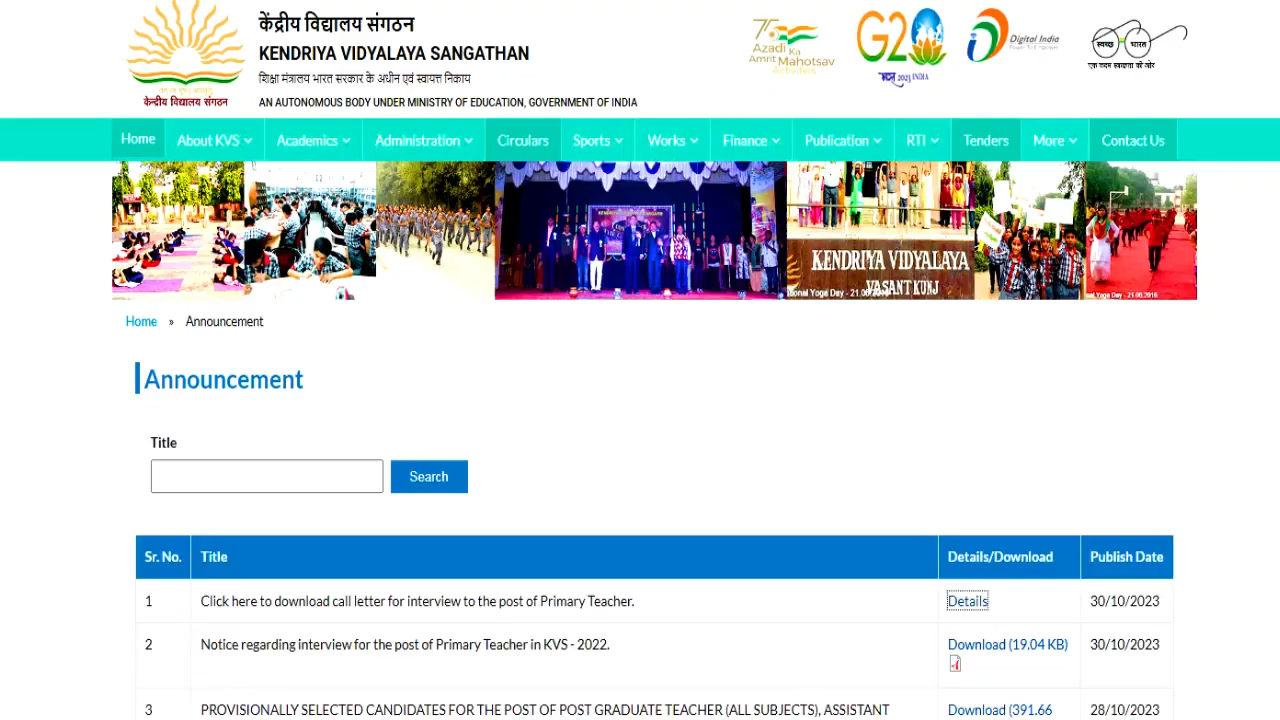 केंद्रीय विद्यालय संगठन
KENDRIYA VIDYALAYA SANGATHAN
शिक्षा मंत्रालय भारत सरकार के अधीन एवं स्वायत्त निकाय
AN AUTONOMOUS BODY UNDER MINISTRY OF EDUCATION, GOVERNMENT OF INDIA
केन्द्रीय विद्यालय संगठन
Azadi Ka
Amrit Mahotsav
G20
2023 INDIA
Digital India
Power To Empower
स्वच्छ भारत
एक कदम स्वच्छता की ओर
Home About KVS Academics Administration Circulars Sports Works Finance Publication RTI Tenders More Contact Us
KENDRIYA VIDYALAYA
VASANT KUNJ
Home » Announcement
Announcement
Title
Search
Sr. No. Title Details/Download Publish Date
1 Click here to download call letter for interview to the post of Primary Teacher. Details 30/10/2023
2 Notice regarding interview for the post of Primary Teacher in KVS - 2022. Download (19.04 KB) 30/10/2023
3 PROVISIONALLY SELECTED CANDIDATES FOR THE POST OF POST GRADUATE TEACHER (ALL SUBJECTS), ASSISTANT Download (391.66 28/10/2023